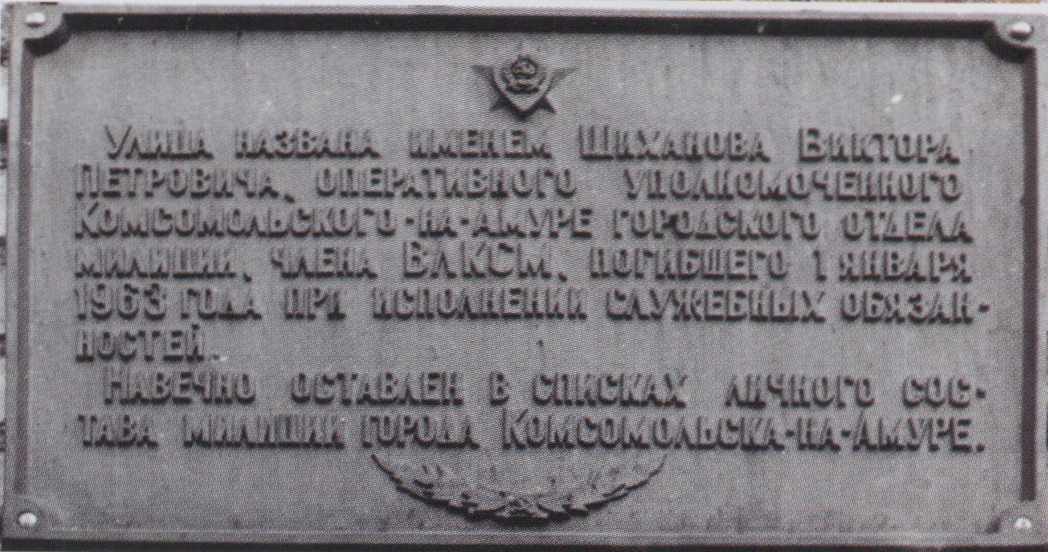 Улица названа именем Шиханова Виктора
Петровича, оперативного уполномоченного
Комсомольского-на-Амуре городского отдела
милиции, члена ВЛКСМ, погибшего 1 января
1963 года при исполнении служебных обязан-
ностей.
Навечно оставлен в списках личного сос-
тава милиции города Комсомольска-на-Амуре.